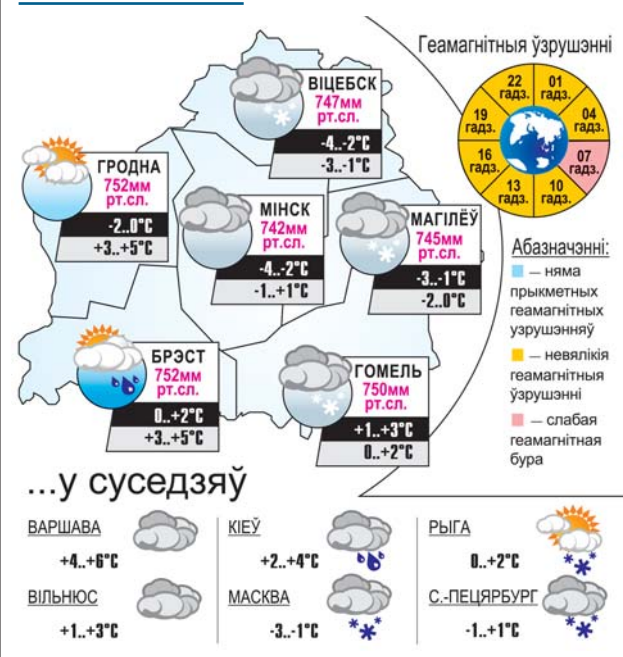 Геамагнітныя ўзрушэнні
22 гадз.
01 гадз.
04 гадз.
07 гадз.
10 гадз.
13 гадз.
16 гадз.
19 гадз.
ВІЦЕБСК
747мм
рт.сл.
-4..-2°C
-3..-1°C
ГРОДНА
752мм
рт.сл.
-2..0°C
+3..+5°C
МІНСК
742мм
рт.сл.
-4..-2°C
-1..+1°C
МАГІЛЁЎ
745мм
рт.сл.
-3..-1°C
-2..0°C
БРЭСТ
752мм
рт.сл.
0..+2°C
+3..+5°C
ГОМЕЛЬ
750мм
рт.сл.
+1..+3°C
0..+2°C
Абазначэнні:
— няма
прыкметных
геамагнітных
узрушэнняў
— невялікія
геамагнітныя
ўзрушэнні
— слабая
геамагнітная
бура
...у суседзяў
ВАРШАВА
+4..+6°C
КІЕЎ
+2..+4°C
РЫГА
0..+2°C
ВІЛЬНЮС
+1..+3°C
МАСКВА
-3..-1°C
С.-ПЕЦЯРБУРГ
-1..+1°C